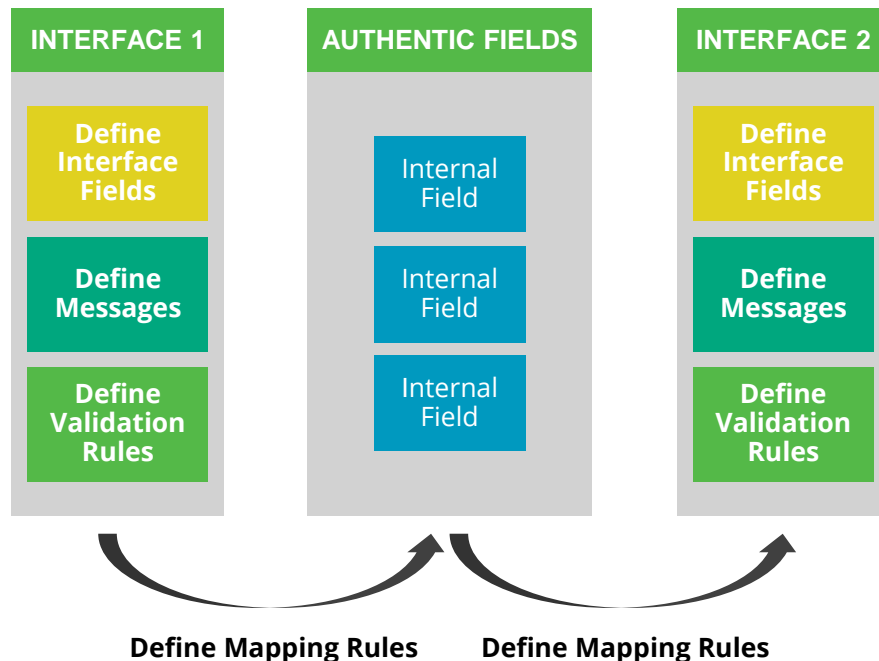 INTERFACE 1
Define
Interface
Fields
Define
Messages
Define
Validation
Rules
AUTHENTIC FIELDS
Internal
Field
Internal
Field
Internal
Field
INTERFACE 2
Define
Interface
Fields
Define
Messages
Define
Validation
Rules
Define Mapping Rules
Define Mapping Rules